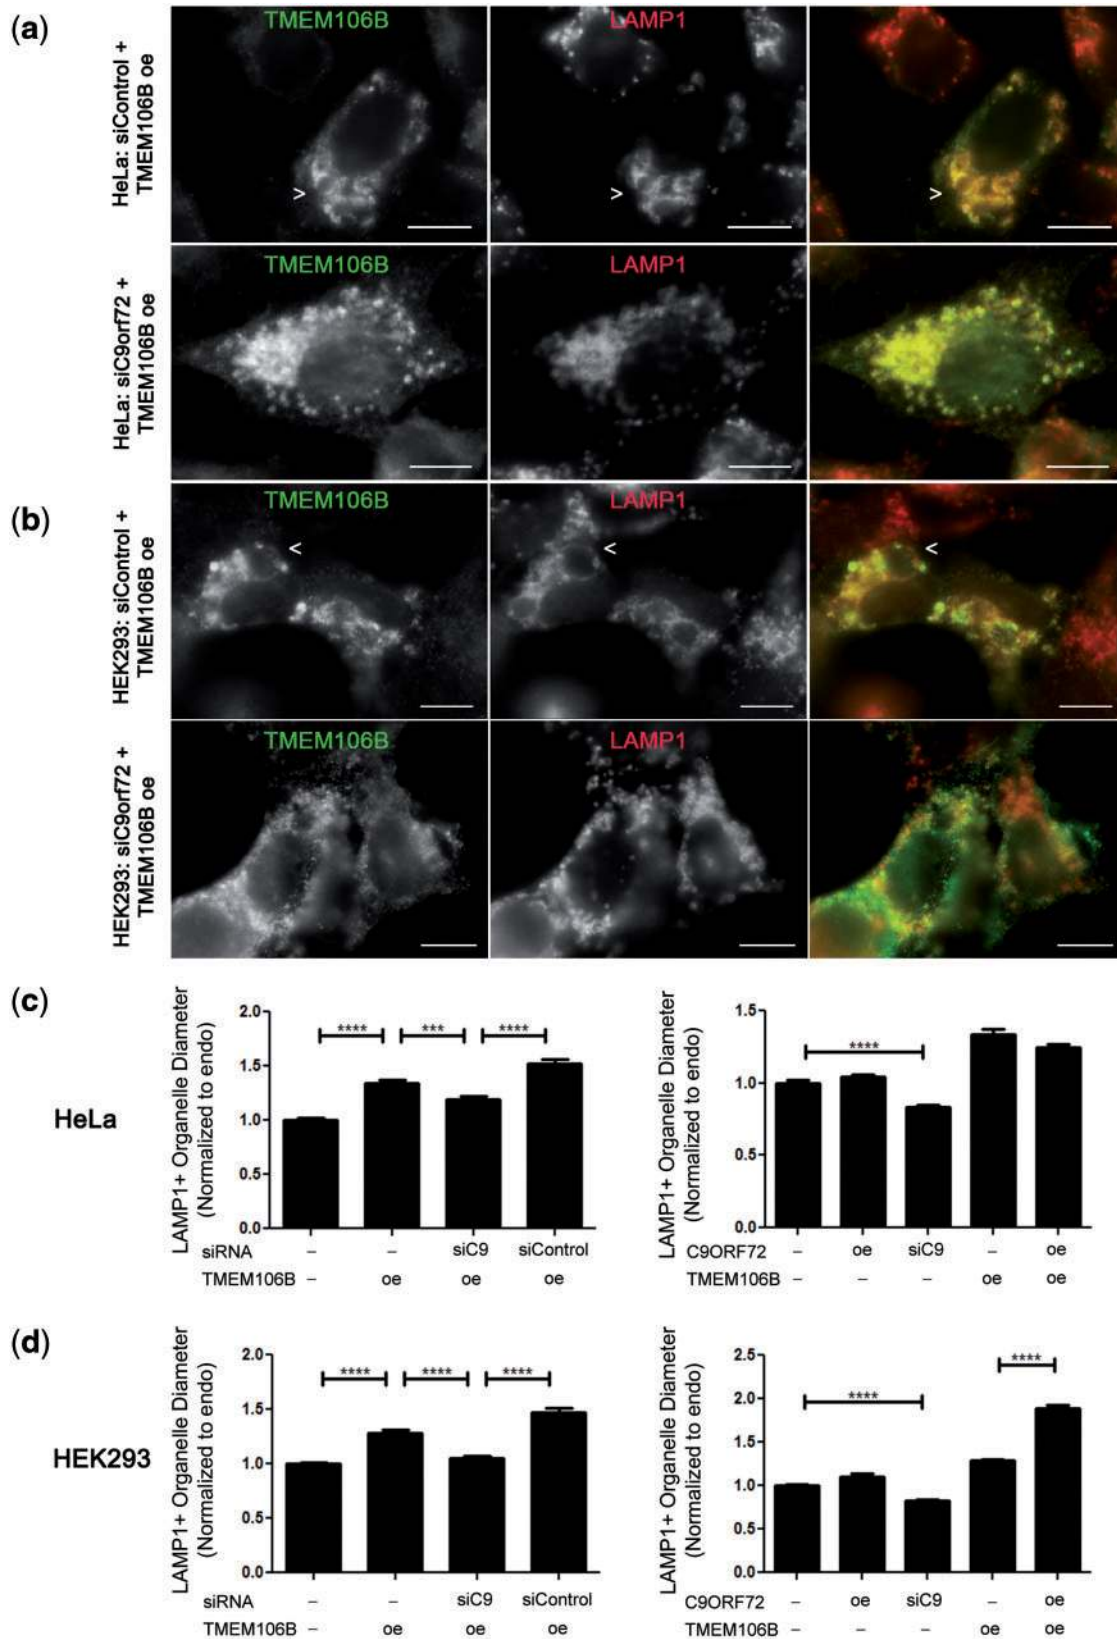 (a)
HeLa: siControl +
TMEM106B oe
TMEM106B
LAMP1
>
>
>
HeLa: siC9orf72 +
TMEM106B oe
TMEM106B
LAMP1
(b)
HEK293: siControl +
TMEM106B oe
TMEM106B
LAMP1
<
<
<
HEK293: siC9orf72 +
TMEM106B oe
TMEM106B
LAMP1
(c)
HeLa
LAMP1+ Organelle Diameter
(Normalized to endo)
2.0
1.5
1.0
0.5
0.0
**** *** ****
siRNA – – siC9 siControl
TMEM106B – oe oe oe
LAMP1+ Organelle Diameter
(Normalized to endo)
1.5
1.0
0.5
0.0
****
C9ORF72 – oe siC9 – oe
TMEM106B – – – oe oe
(d)
HEK293
LAMP1+ Organelle Diameter
(Normalized to endo)
2.0
1.5
1.0
0.5
0.0
**** **** ****
siRNA – – siC9 siControl
TMEM106B – oe oe oe
LAMP1+ Organelle Diameter
(Normalized to endo)
2.5
2.0
1.5
1.0
0.5
0.0
**** ****
C9ORF72 – oe siC9 – oe
TMEM106B – – – oe oe